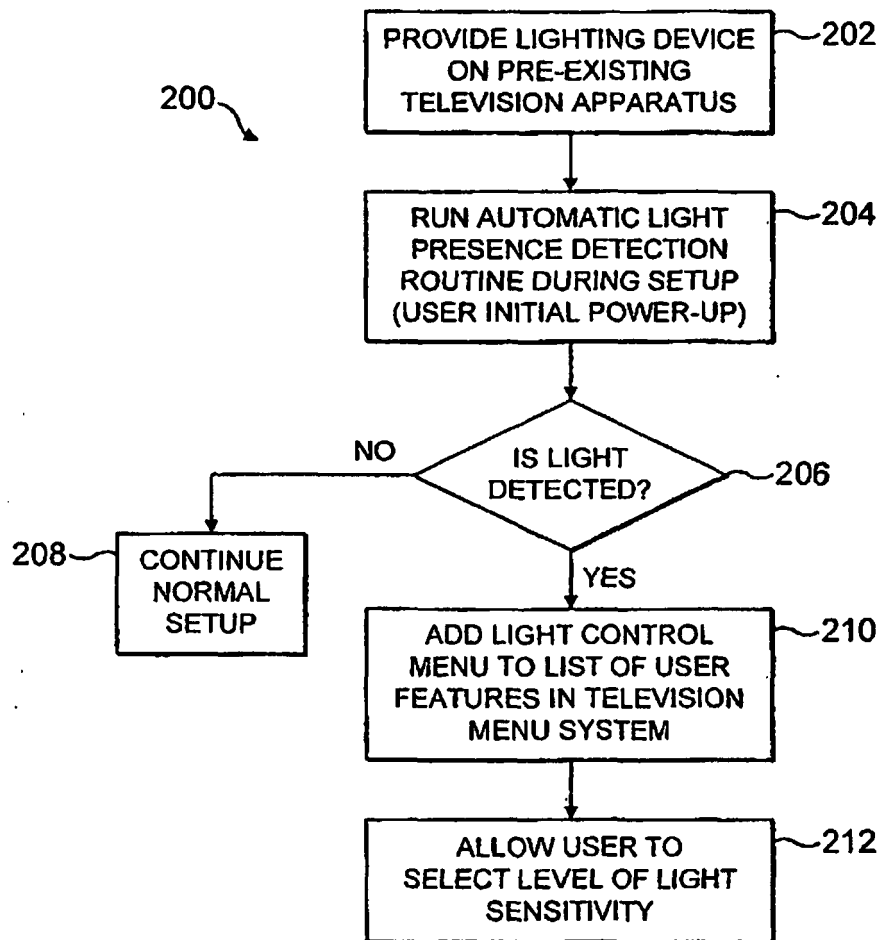 PROVIDE LIGHTING DEVICE
ON PRE-EXISTING
TELEVISION APPARATUS
202
200
RUN AUTOMATIC LIGHT
PRESENCE DETECTION
ROUTINE DURING SETUP
(USER INITIAL POWER-UP)
204
NO
IS LIGHT
DETECTED?
206
208
CONTINUE
NORMAL
SETUP
YES
ADD LIGHT CONTROL
MENU TO LIST OF USER
FEATURES IN TELEVISION
MENU SYSTEM
210
ALLOW USER TO
SELECT LEVEL OF LIGHT
SENSITIVITY
212